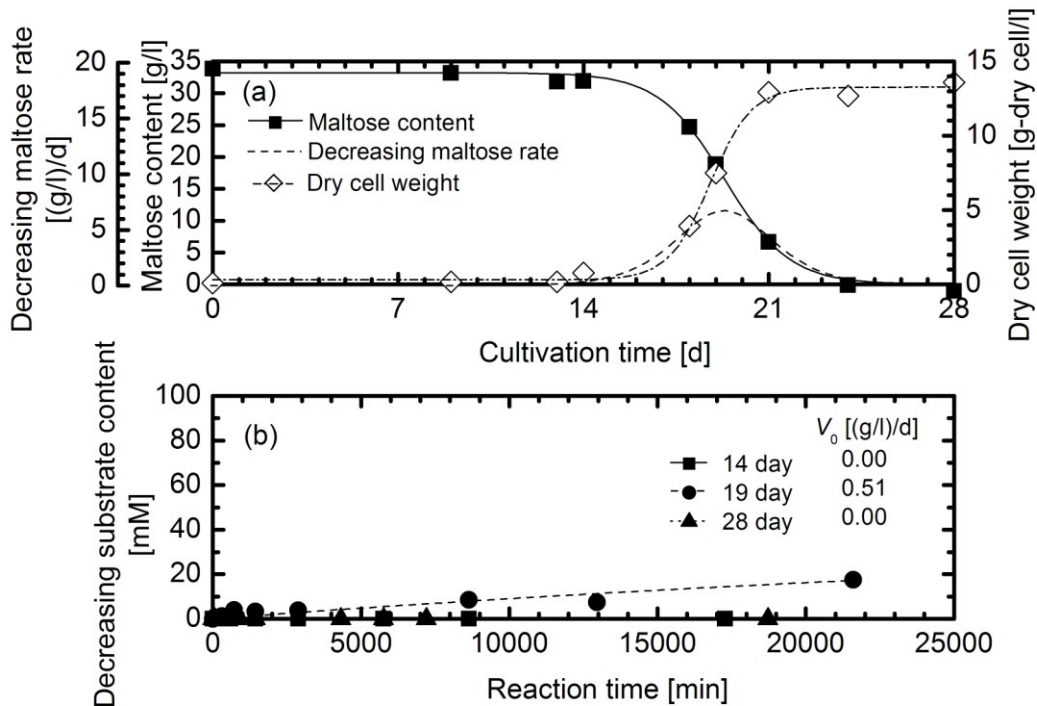 Decreasing maltose rate
[(g/l)/d]
20
15
10
5
0
Maltose content [g/l]
35
30
25
20
15
10
5
0
(a)
Maltose content
Decreasing maltose rate
Dry cell weight
15
10
5
0
Dry cell weight [g-dry cell/l]
0 7 14 21 28
Cultivation time [d]
Decreasing substrate content
[mM]
100
80
60
40
20
0
(b)
V0 [(g/l)/d]
14 day 0.00
19 day 0.51
28 day 0.00
0 5000 10000 15000 20000 25000
Reaction time [min]